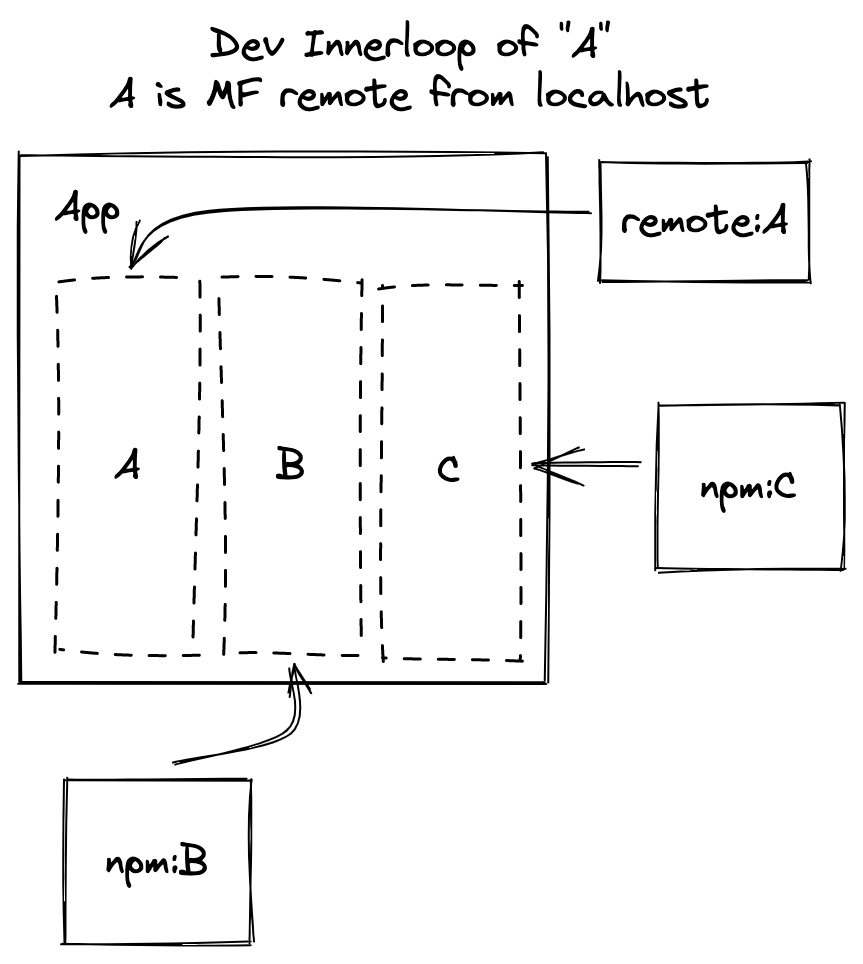 Dev Innerloop of "A"
A is MF remote from localhost
App
remote:A
A
B
C
npm:C
npm:B